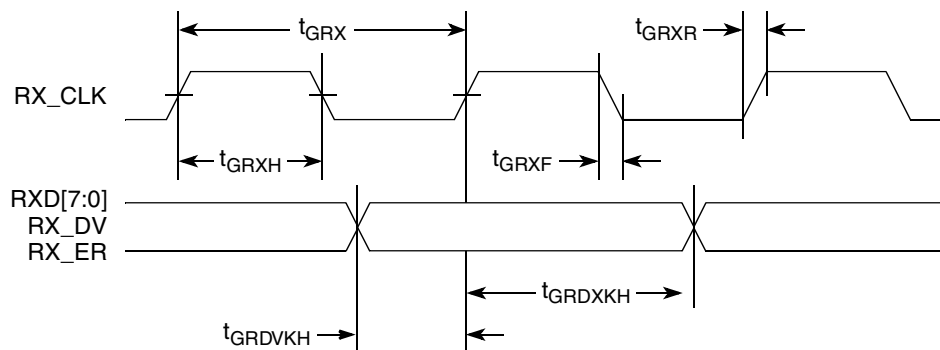 tGRX
tGRXR
RX_CLK
tGRXH
tGRXF
RXD[7:0]
RX_DV
RX_ER
tGRDXKH
tGRDVKH